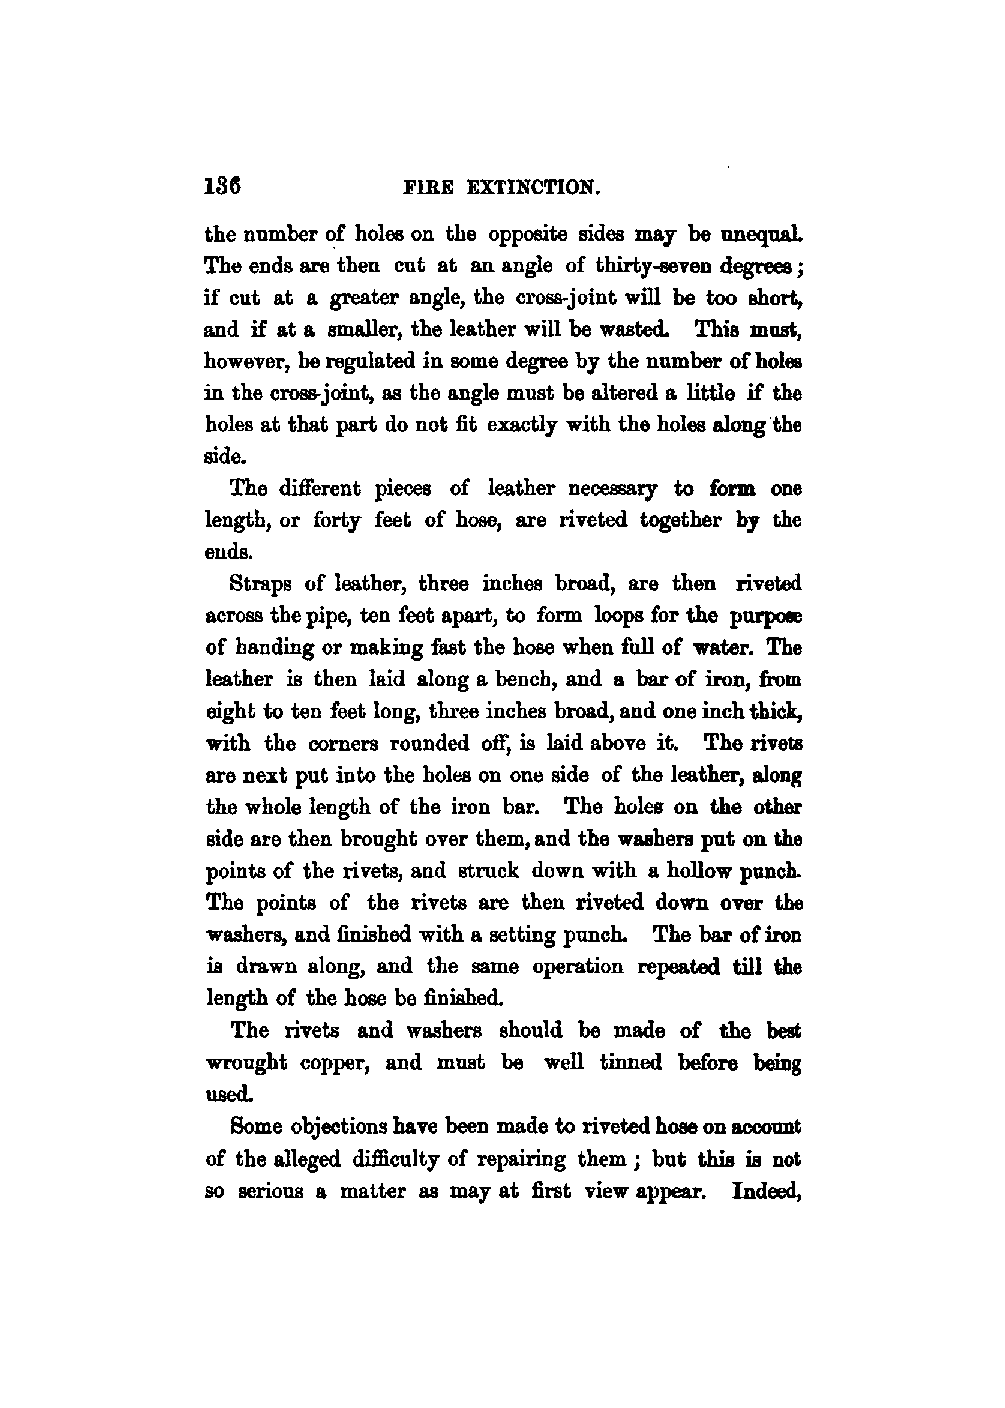 136 FIRE EXTINCTION.
the number of holes on the opposite sides may be unequal.
The ends are then cut at an angle of thirty-seven degrees;
if cut at a greater angle, the cross-joint will be too short,
and if at a smaller, the leather will be wasted. This must,
however, be regulated in some degree by the number of holes
in the cross-joint, as the angle must be altered a little if the
holes at that part do not fit exactly with the holes along the
side.
The different pieces of leather necessary to form one
length, or forty feet of hose, are riveted together by the
ends.
Straps of leather, three inches broad, are then riveted
across the pipe, ten feet apart, to form loops for the purpose
of handing or making fast the hose when full of water. The
leather is then laid along a bench, and a bar of iron, from
eight to ten feet long, three inches broad, and one inch thick,
with the corners rounded off, is laid above it. The rivets
are next put into the holes on one side of the leather, along
the whole length of the iron bar. The holes on the other
side are then brought over them, and the washers put on the
points of the rivets, and struck down with a hollow punch.
The points of the rivets are then riveted down over the
washers, and finished with a setting punch. The bar of iron
is drawn along, and the same operation repeated till the
length of the hose be finished.
The rivets and washers should be made of the best
wrought copper, and must be well tinned before being
used.
Some objections have been made to riveted hose on account
of the alleged difficulty of repairing them; but this is not
so serious a matter as may at first view appear. Indeed,